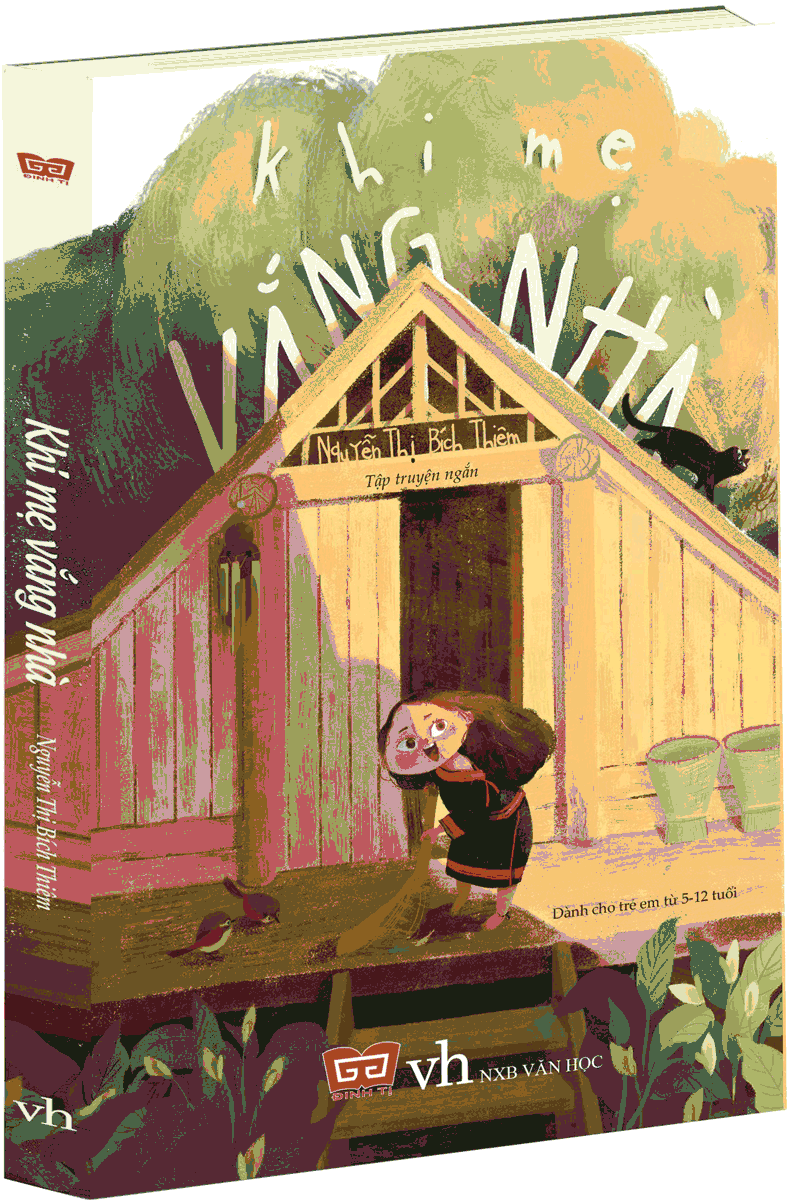 khi mẹ
VẮNG NHÀ
Nguyễn Thị Bích Thiêm
Tập truyện ngắn
Dành cho trẻ em từ 5-12 tuổi
ĐINH TỊ
vh NXB VĂN HỌC
ĐINH TỊ
Khi mẹ vắng nhà
Nguyễn Thị Bích Thiêm
vh